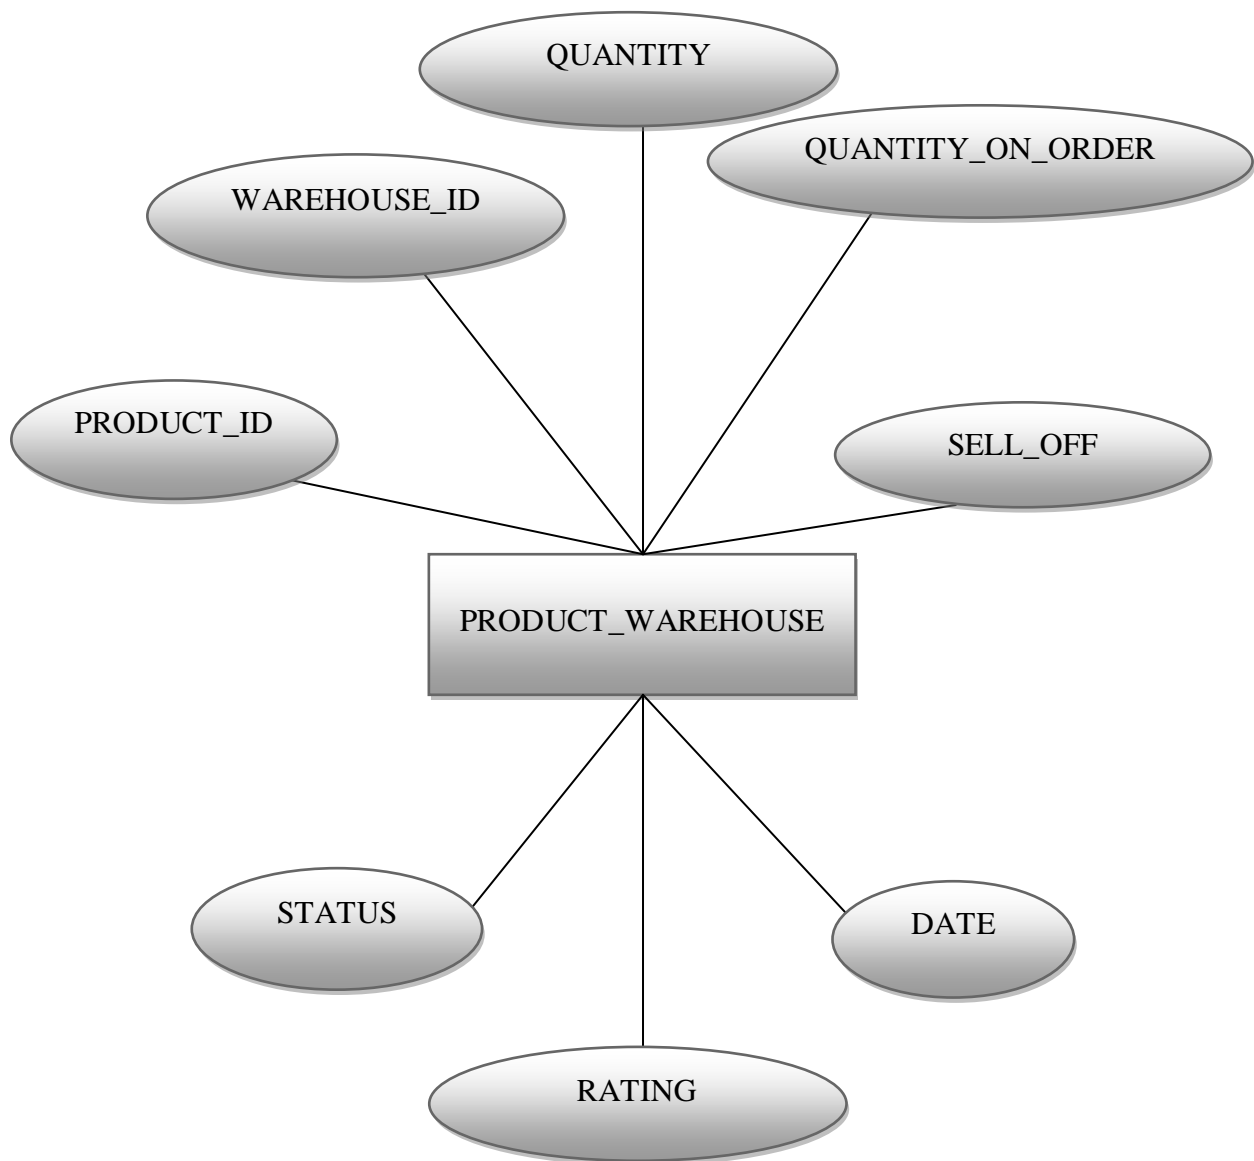 QUANTITY
QUANTITY_ON_ORDER
WAREHOUSE_ID
PRODUCT_ID
SELL_OFF
PRODUCT_WAREHOUSE
STATUS
DATE
RATING